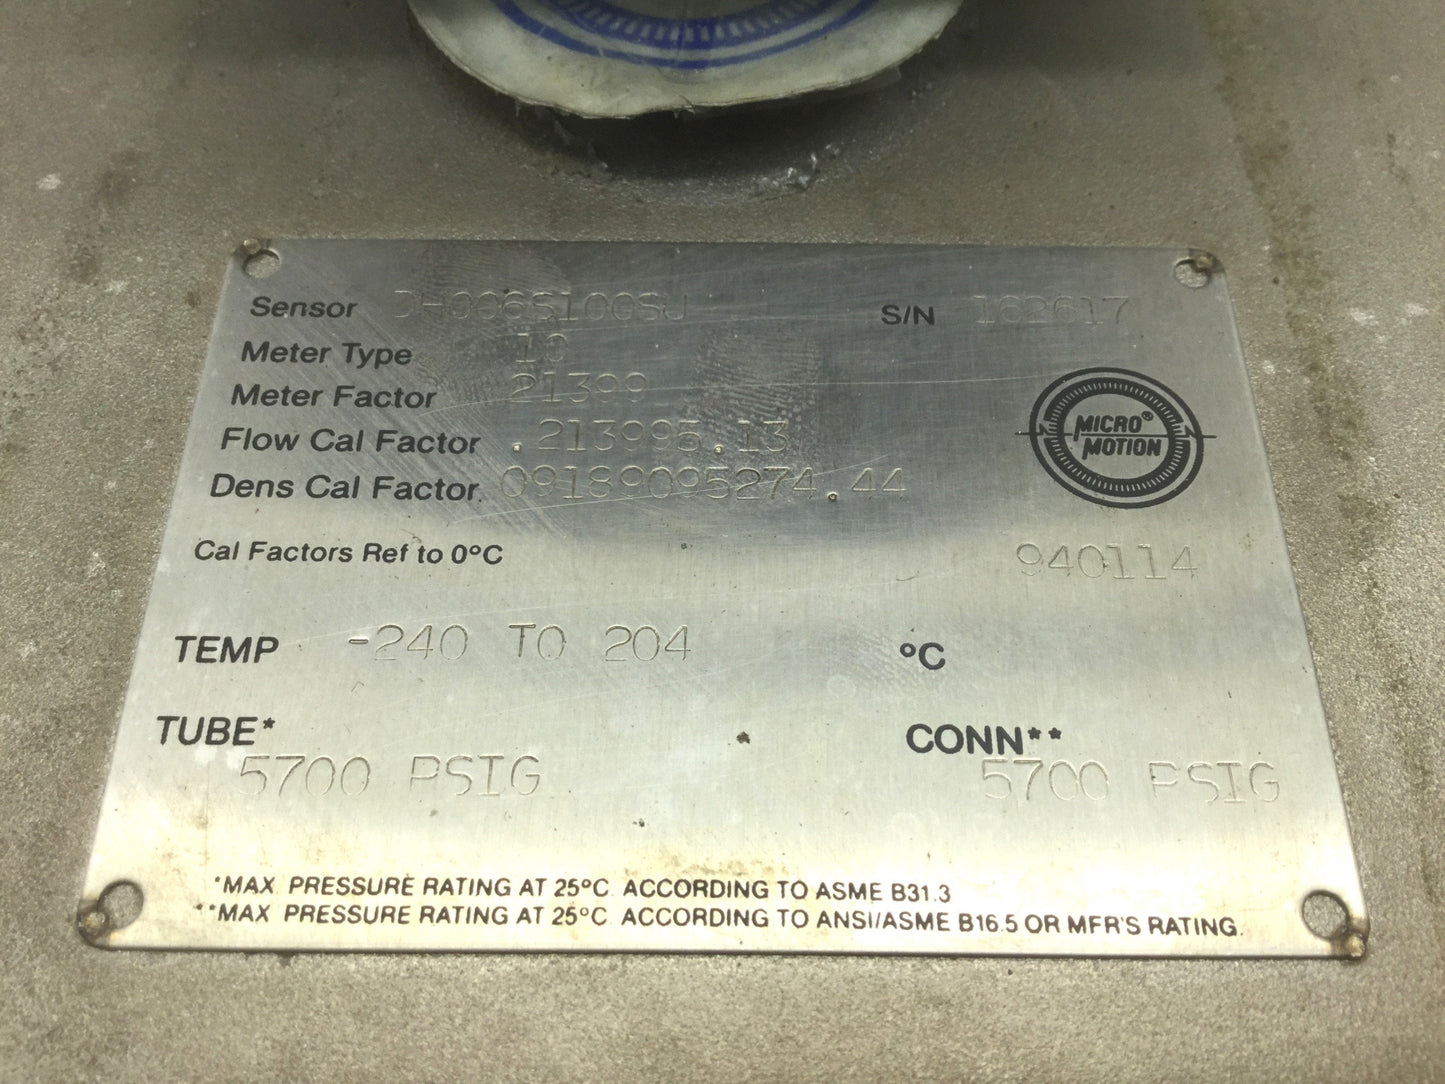 Sensor DH006S100SU S/N 162617
Meter Type 10
Meter Factor 21399
Flow Cal Factor .213995.13
Dens Cal Factor 09189095274.44
MICRO®
MOTION
Cal Factors Ref to 0°C 940114
TEMP -240 TO 204 °C
TUBE* CONN**
5700 PSIG 5700 PSIG
*MAX. PRESSURE RATING AT 25°C. ACCORDING TO ASME B31.3
**MAX. PRESSURE RATING AT 25°C. ACCORDING TO ANSI/ASME B16.5 OR MFR'S RATING.